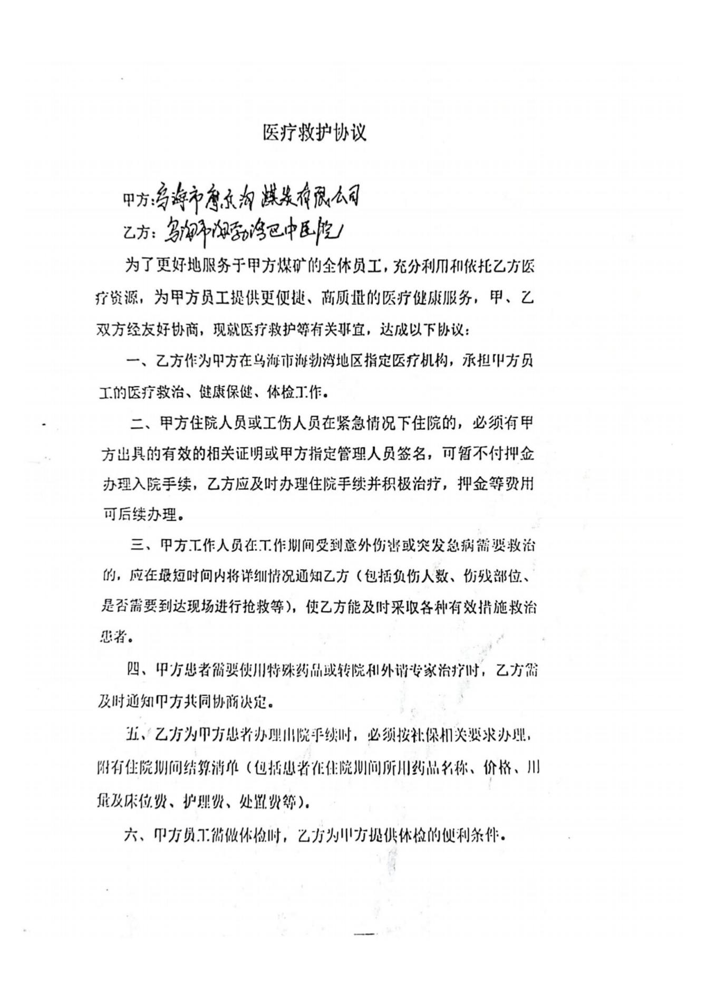 医疗救护协议
甲方:乌海市摩尔沟煤炭有限公司
乙方:乌海市海勃湾巴中医院
为了更好地服务于甲方煤矿的全体员工,充分利用和依托乙方医
疗资源,为甲方员工提供更便捷、高质量的医疗健康服务,甲、乙
双方经友好协商,现就医疗救护等有关事宜,达成以下协议:
一、乙方作为甲方在乌海市海勃湾地区指定医疗机构,承担甲方员
工的医疗救治、健康保健、体检工作。
二、甲方住院人员或工伤人员在紧急情况下住院的,必须有甲
方出具的有效的相关证明或甲方指定管理人员签名,可暂不付押金
办理入院手续,乙方应及时办理住院手续并积极治疗,押金等费用
可后续办理。
三、甲方工作人员在工作期间受到意外伤害或突发急病需要救治
的,应在最短时间内将详细情况通知乙方(包括负伤人数、伤残部位、
是否需要到达现场进行抢救等),使乙方能及时采取各种有效措施救治
患者。
四、甲方患者需要使用特殊药品或转院和外请专家治疗时,乙方需
及时通知甲方共同协商决定。
五、乙方为甲方患者办理出院手续时,必须按社保相关要求办理,
附有住院期间结算清单(包括患者在住院期间所用药品名称、价格、用
量及床位费、护理费、处置费等)。
六、甲方员工需做体检时,乙方为甲方提供体检的便利条件。